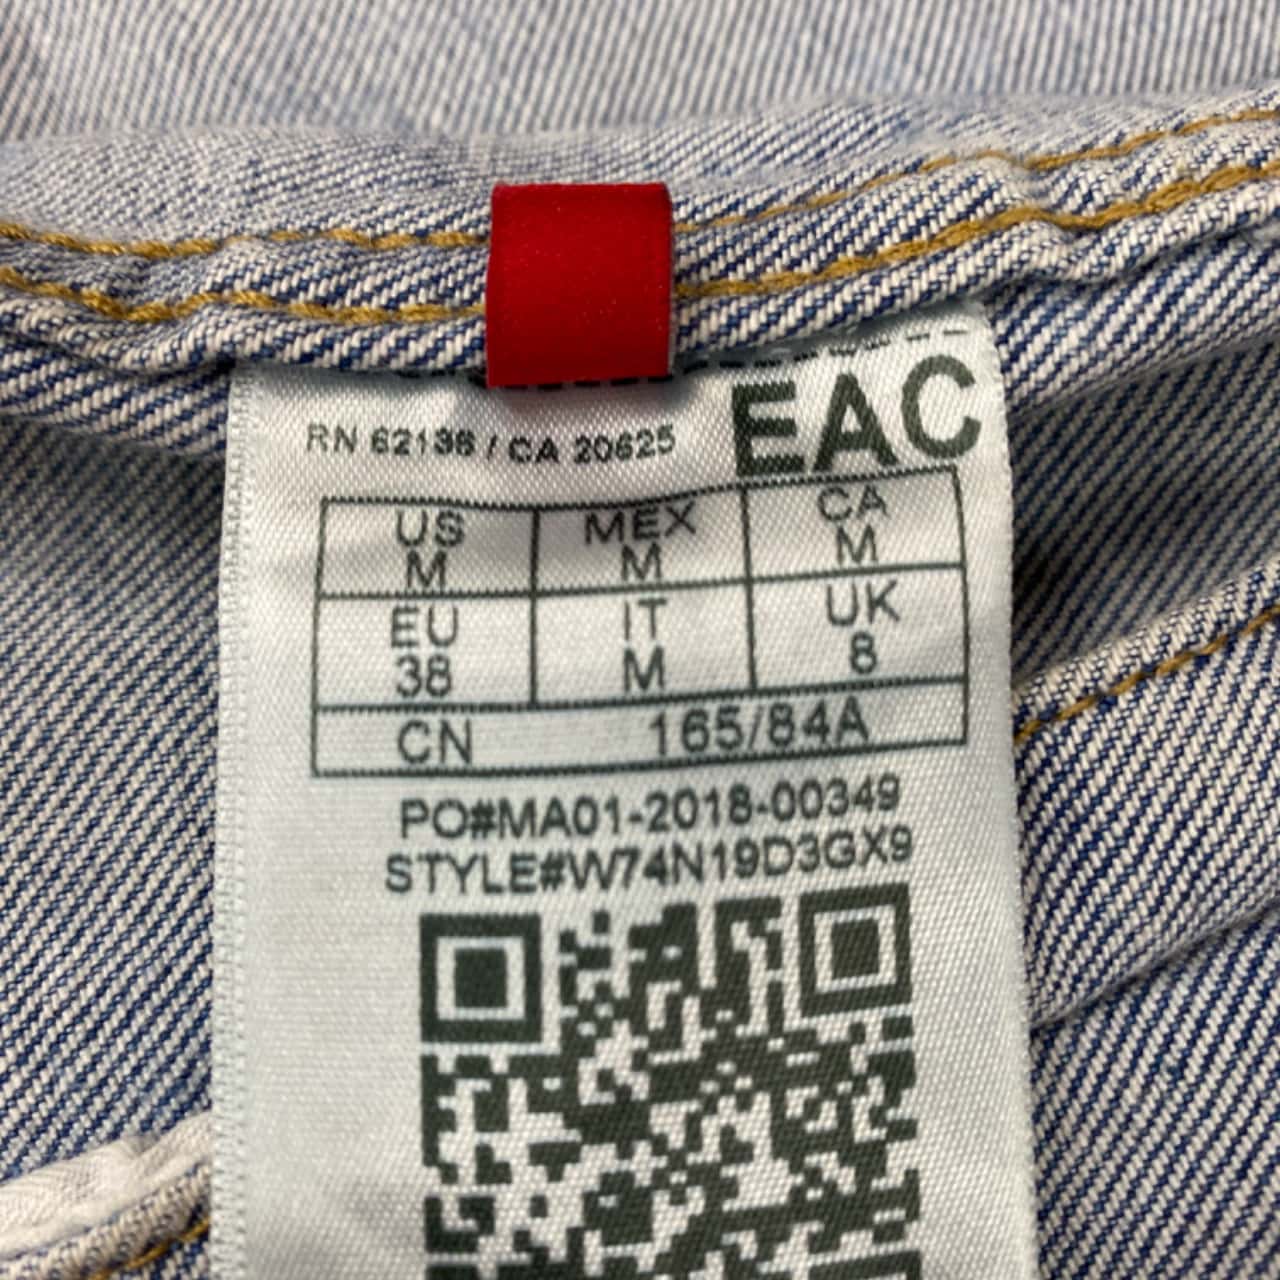 EAC
RN 62136 / CA 20625
US MEX CA
M M M
EU IT UK
38 M 8
CN 165/84A
PO#MA01-2018-00349
STYLE#W74N19D3GX9